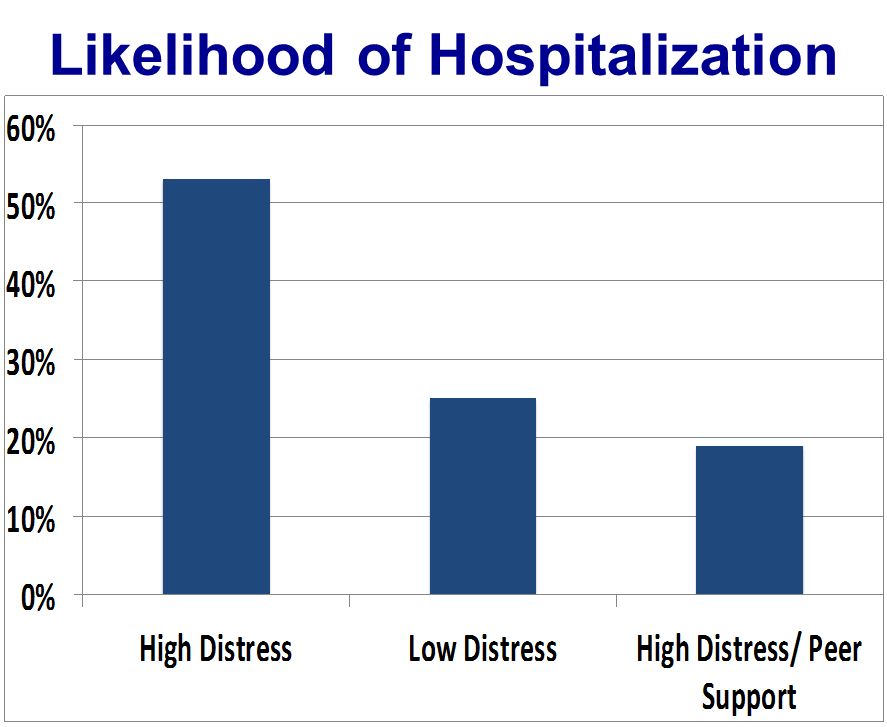 Likelihood of Hospitalization
60%
50%
40%
30%
20%
10%
0%
High Distress
Low Distress
High Distress/ Peer
Support